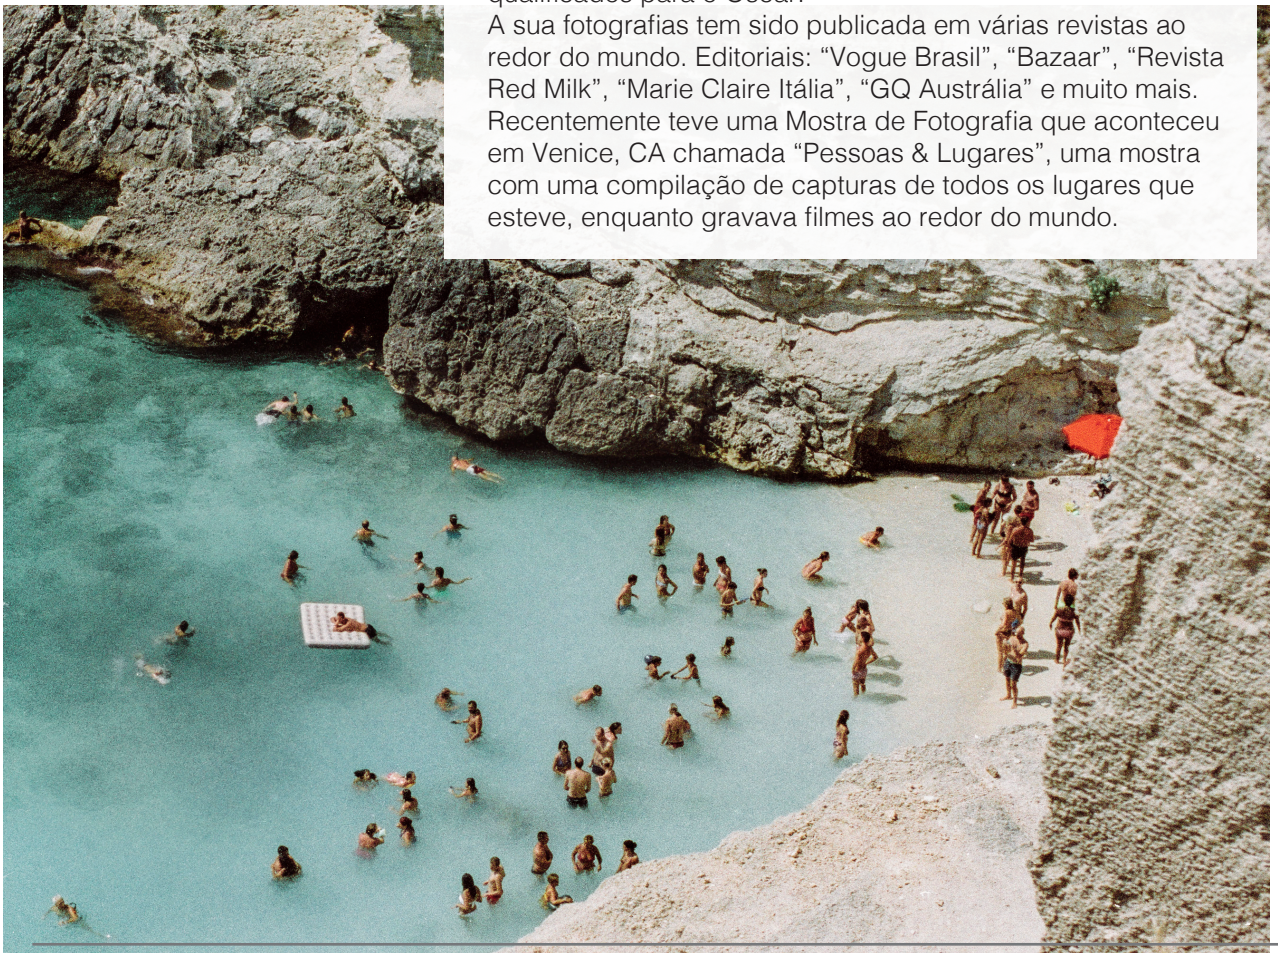 qualificados para o Oscar.
A sua fotografias tem sido publicada em várias revistas ao
redor do mundo. Editoriais: “Vogue Brasil”, “Bazaar”, “Revista
Red Milk”, “Marie Claire Itália”, “GQ Austrália” e muito mais.
Recentemente teve uma Mostra de Fotografia que aconteceu
em Venice, CA chamada “Pessoas & Lugares”, uma mostra
com uma compilação de capturas de todos os lugares que
esteve, enquanto gravava filmes ao redor do mundo.